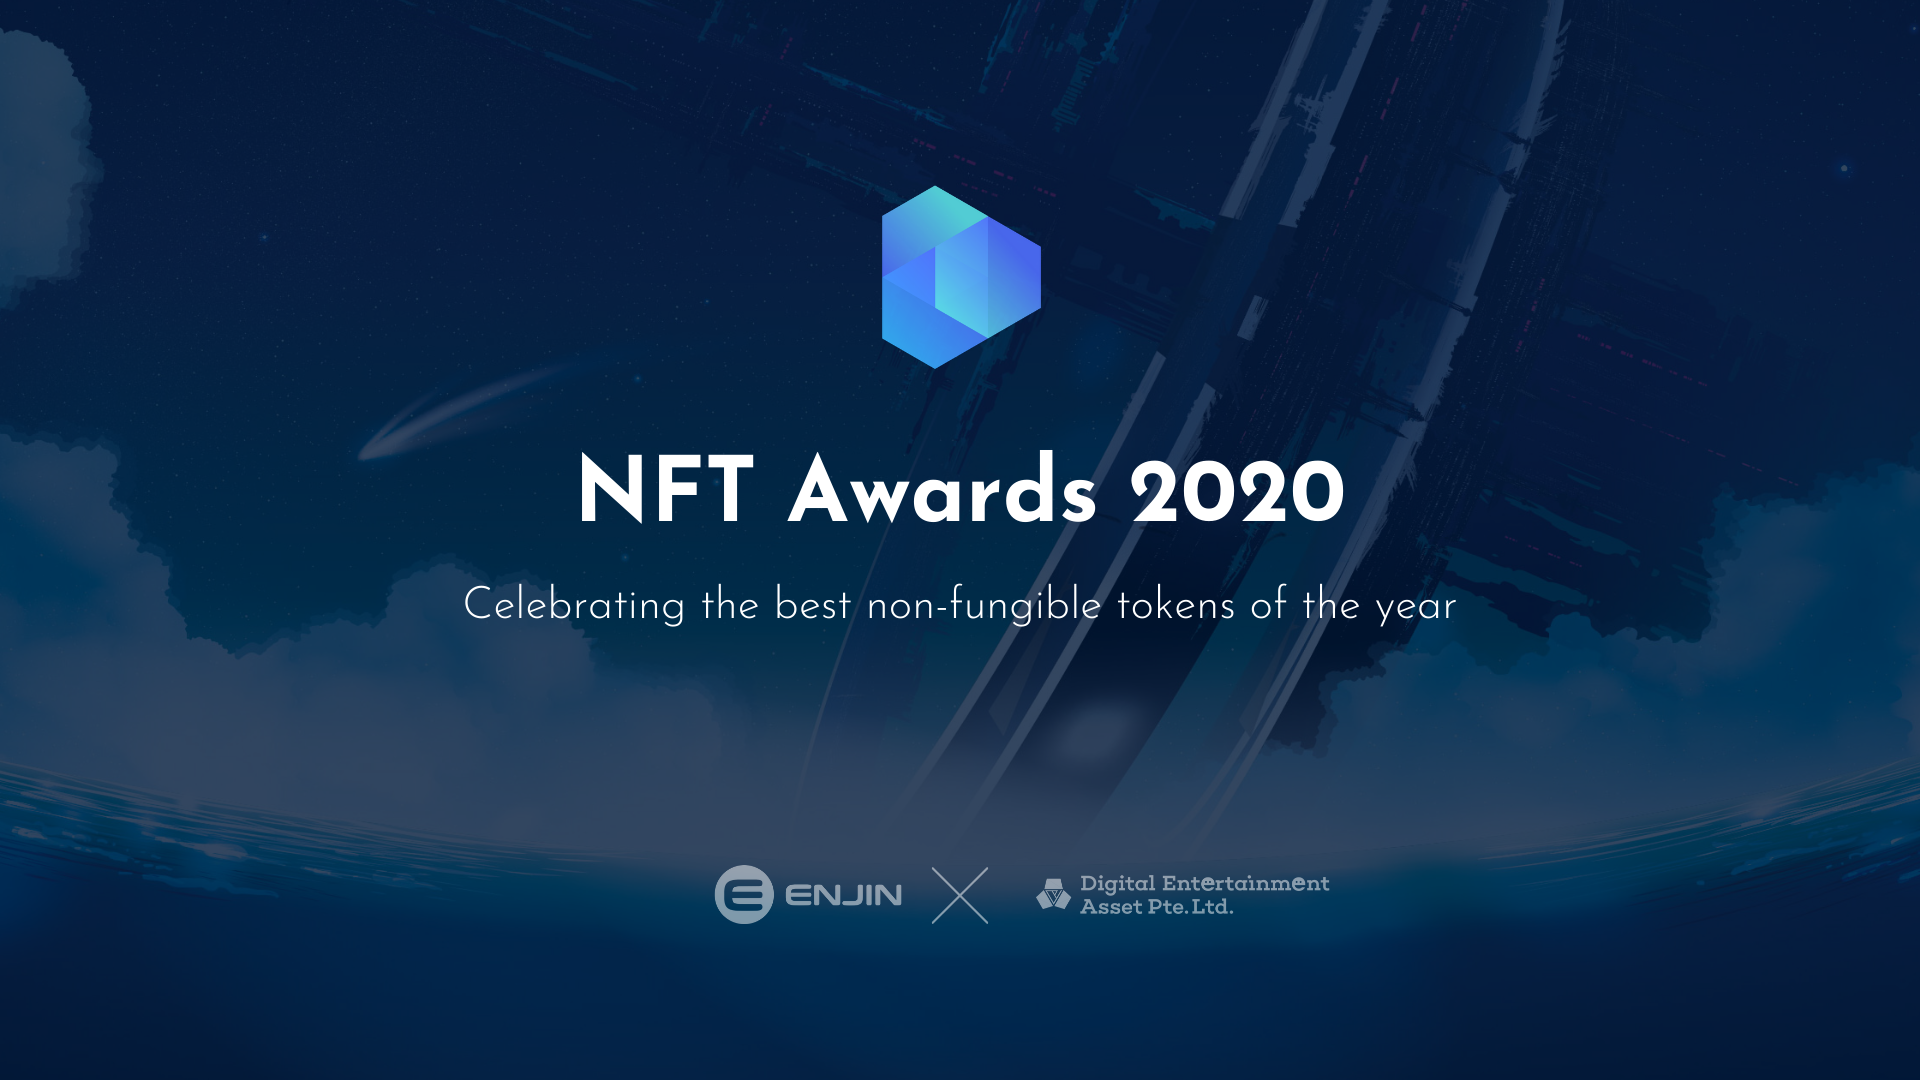 NFT Awards 2020
Celebrating the best non-fungible tokens of the year
ENJIN
Digital Entertainment
Asset Pte. Ltd.